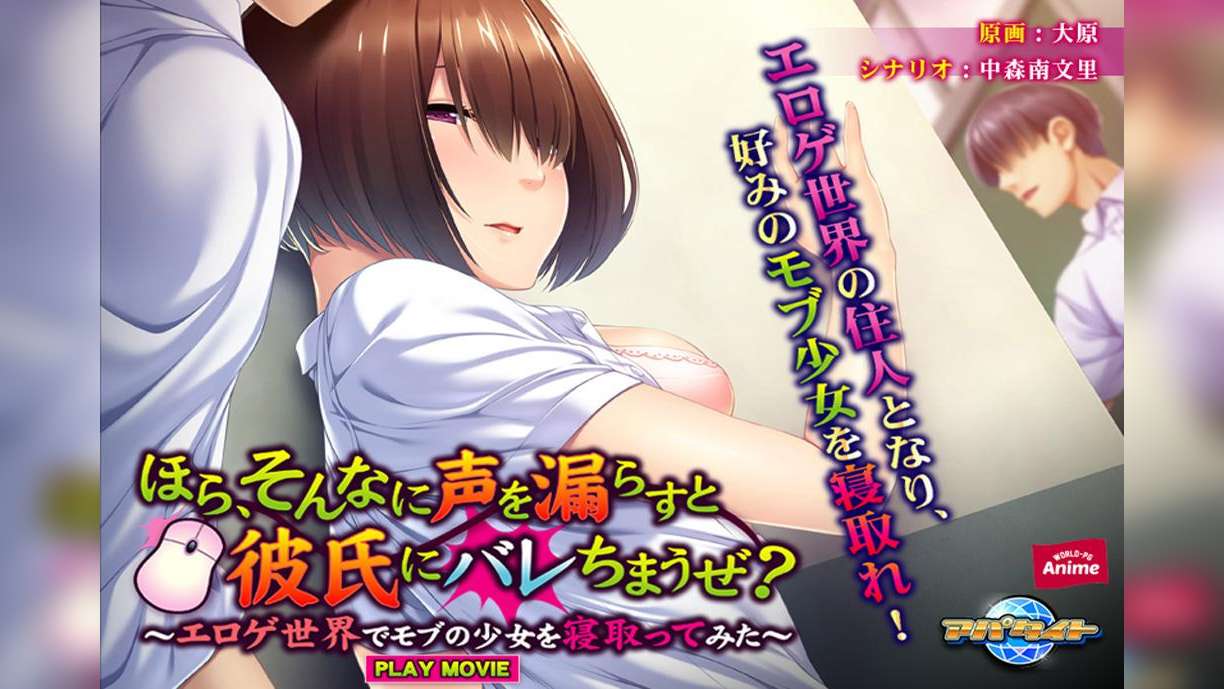 原画：大原
シナリオ：中森南文里
エロゲ世界の住人となり、
好みのモブ少女を寝取れ！
ほら、そんなに声を漏らすと
彼氏にバレちまうぜ？
～エロゲ世界でモブの少女を寝取ってみた～
PLAY MOVIE
WORLD-PG
Anime
アパタイト